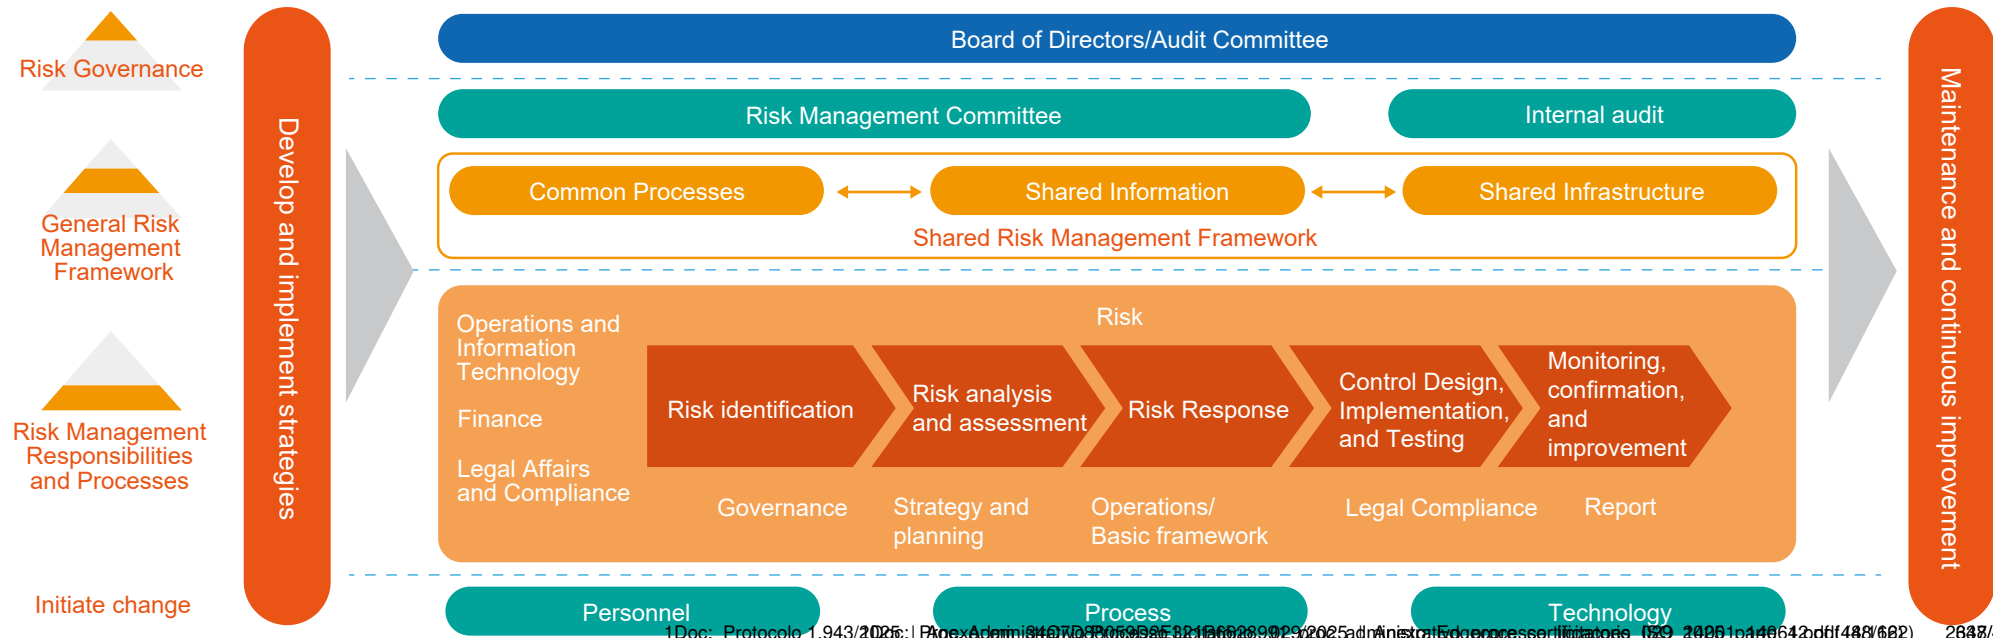 Risk Governance
General Risk
Management
Framework
Risk Management
Responsibilities
and Processes
Initiate change
Develop and implement strategies
Board of Directors/Audit Committee
Risk Management Committee
Internal audit
Common Processes
Shared Information
Shared Infrastructure
Shared Risk Management Framework
Operations and
Information
Technology
Finance
Legal Affairs
and Compliance
Risk
Risk identification
Risk analysis
and assessment
Risk Response
Control Design,
Implementation,
and Testing
Monitoring,
confirmation,
and
improvement
Governance
Strategy and
planning
Operations/
Basic framework
Legal Compliance
Report
Personnel
Process
Technology
Maintenance and continuous improvement
1Doc: Protocolo 1.943/